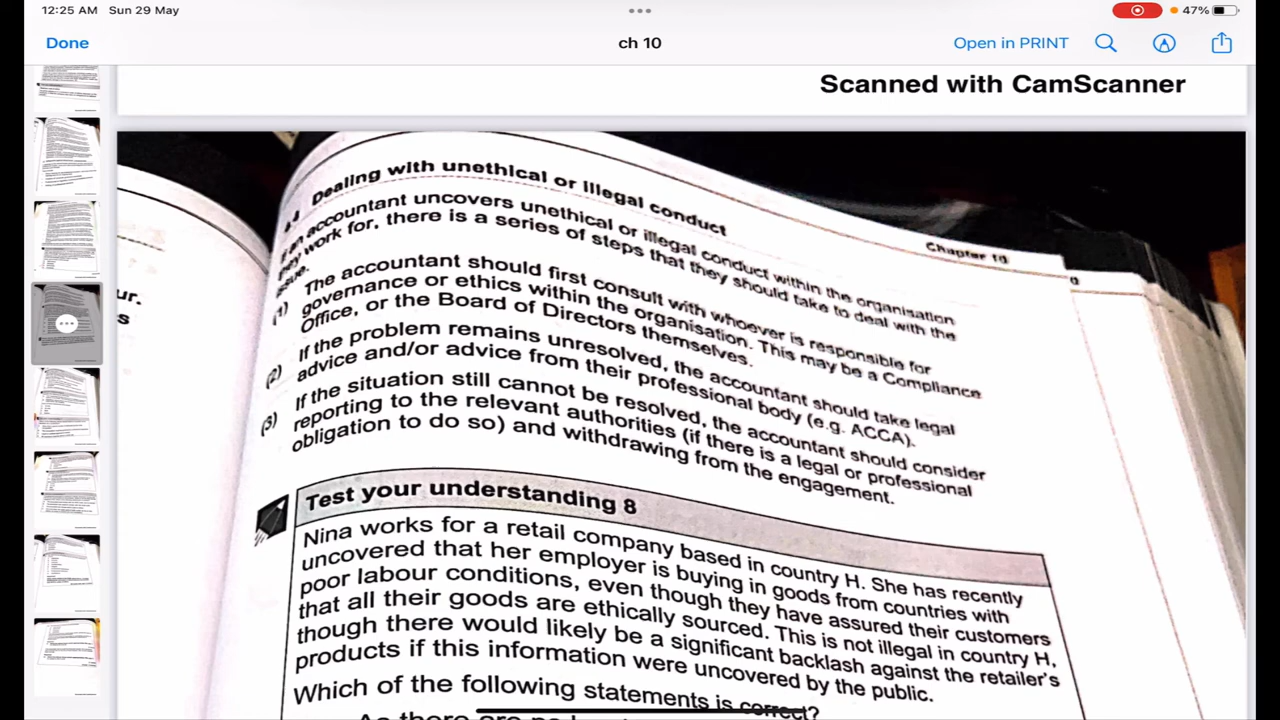 12:25 AM Sun 29 May
47%
Done
ch 10
Open in PRINT
Scanned with CamScanner
Dealing with unethical or illegal conduct
Chapter 10
an accountant uncovers unethical or illegal conduct within the organisation
they work for, there is a series of steps that they should take to deal with the
(1) The accountant should first consult with whoever is responsible for
governance or ethics within the organisation. This may be a Compliance
Office, or the Board of Directors themselves.
(2) If the problem remains unresolved, the accountant should take legal
advice and/or advice from their professional body (e.g. ACCA).
(3) If the situation still cannot be resolved, the accountant should consider
reporting to the relevant authorities (if there is a legal or professional
obligation to do so) and withdrawing from the engagement.
Test your understanding 8
Nina works for a retail company based in country H. She has recently
uncovered that her employer is buying in goods from countries with
poor labour conditions, even though they have assured their customers
that all their goods are ethically sourced. This is not illegal in country H,
though there would likely be a significant backlash against the retailer's
products if this information were uncovered by the public.
Which of the following statements is correct?
As there are no
ur.
s